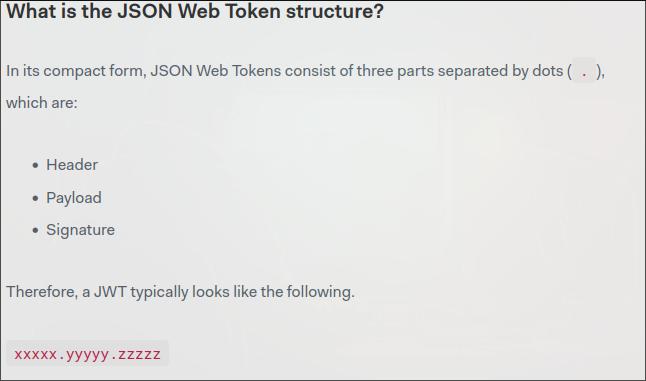 What is the JSON Web Token structure?
In its compact form, JSON Web Tokens consist of three parts separated by dots ( . ),
which are:
• Header
• Payload
• Signature
Therefore, a JWT typically looks like the following.
xxxxx.yyyyy.zzzzz